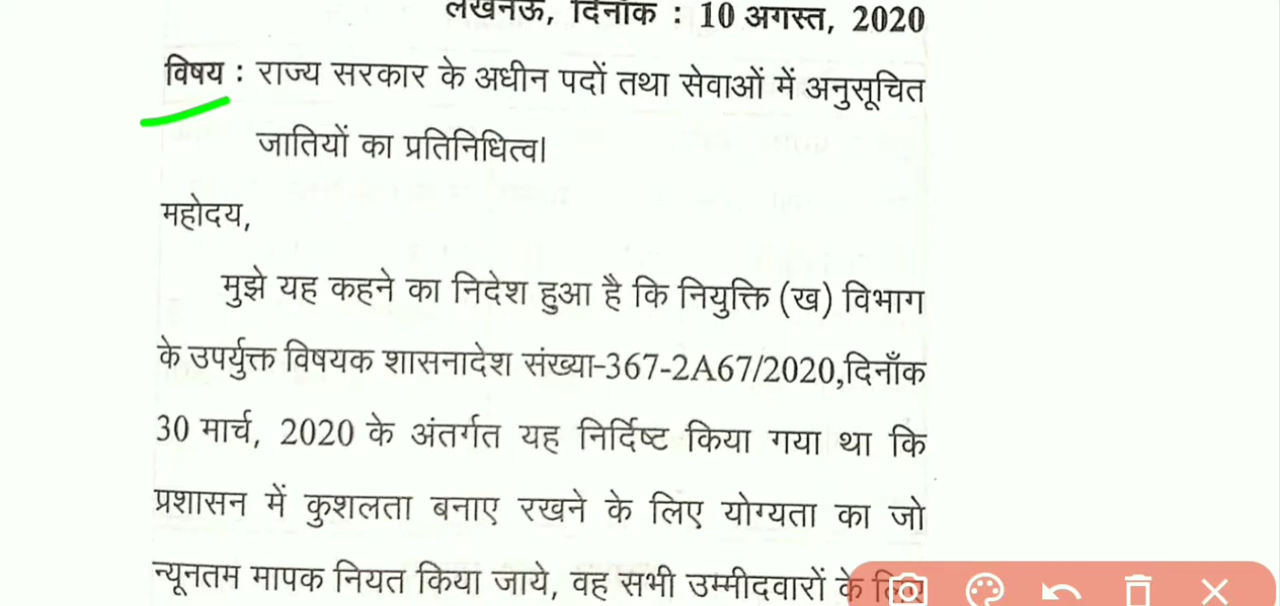 लखनऊ, दिनाँक : 10 अगस्त, 2020
विषय : राज्य सरकार के अधीन पदों तथा सेवाओं में अनुसूचित
जातियों का प्रतिनिधित्व।
महोदय,
मुझे यह कहने का निदेश हुआ है कि नियुक्ति (ख) विभाग
के उपर्युक्त विषयक शासनादेश संख्या-367-2A67/2020,दिनाँक
30 मार्च, 2020 के अंतर्गत यह निर्दिष्ट किया गया था कि
प्रशासन में कुशलता बनाए रखने के लिए योग्यता का जो
न्यूनतम मापक नियत किया जाये, वह सभी उम्मीदवारों के लिए